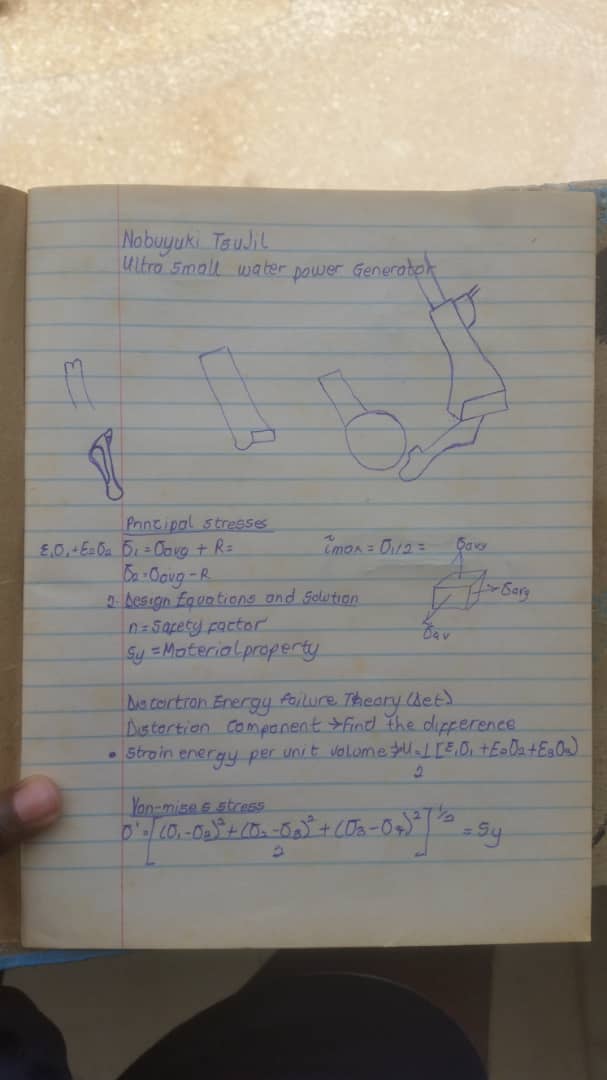 Nobuyuki Tsujil
Ultra small water power Generator
Principal stresses
ε,σ,+ε₂σ₂ σ₁ = σavg + R =
τmax = σ1/2 =
σavg
σ₂ = σavg - R
σavg
2. Design Equations and Solution
n = safety factor
σav
Sy = Material property
Distortion Energy failure Theory (det)
Distortion Component → find the difference
• Strain energy per unit volume → u = 1/2 [ε,σ, + ε₂σ₂ + ε₃σ₃]
Von-mises stress
σ' = [((σ₁-σ₂)² + (σ₂-σ₃)² + (σ₃-σ₄)²)/2]^1/2 = Sy